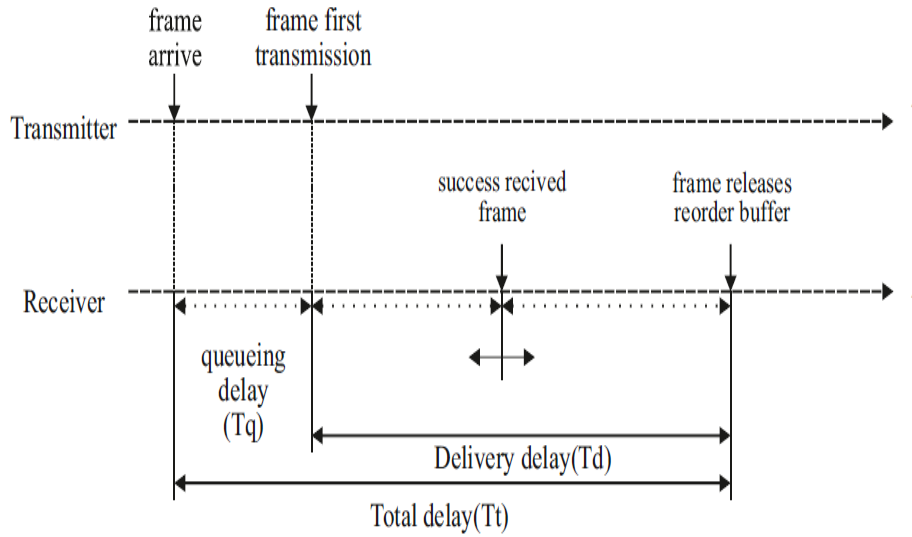 frame
arrive
frame first
transmission
Transmitter
success recived
frame
frame releases
reorder buffer
Receiver
queueing
delay
(Tq)
Delivery delay(Td)
Total delay(Tt)